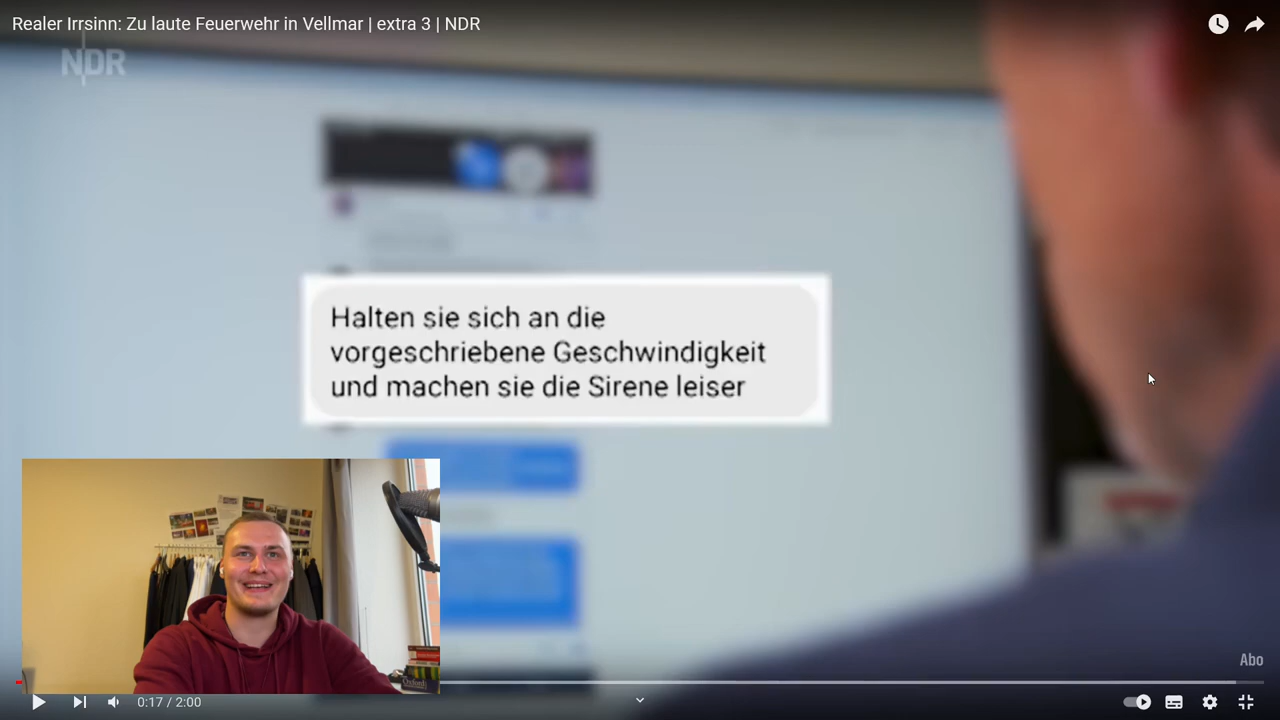 Realer Irrsinn: Zu laute Feuerwehr in Vellmar | extra 3 | NDR
NDR
Halten sie sich an die
vorgeschriebene Geschwindigkeit
und machen sie die Sirene leiser
Oxford
Abo
0:17 / 2:00